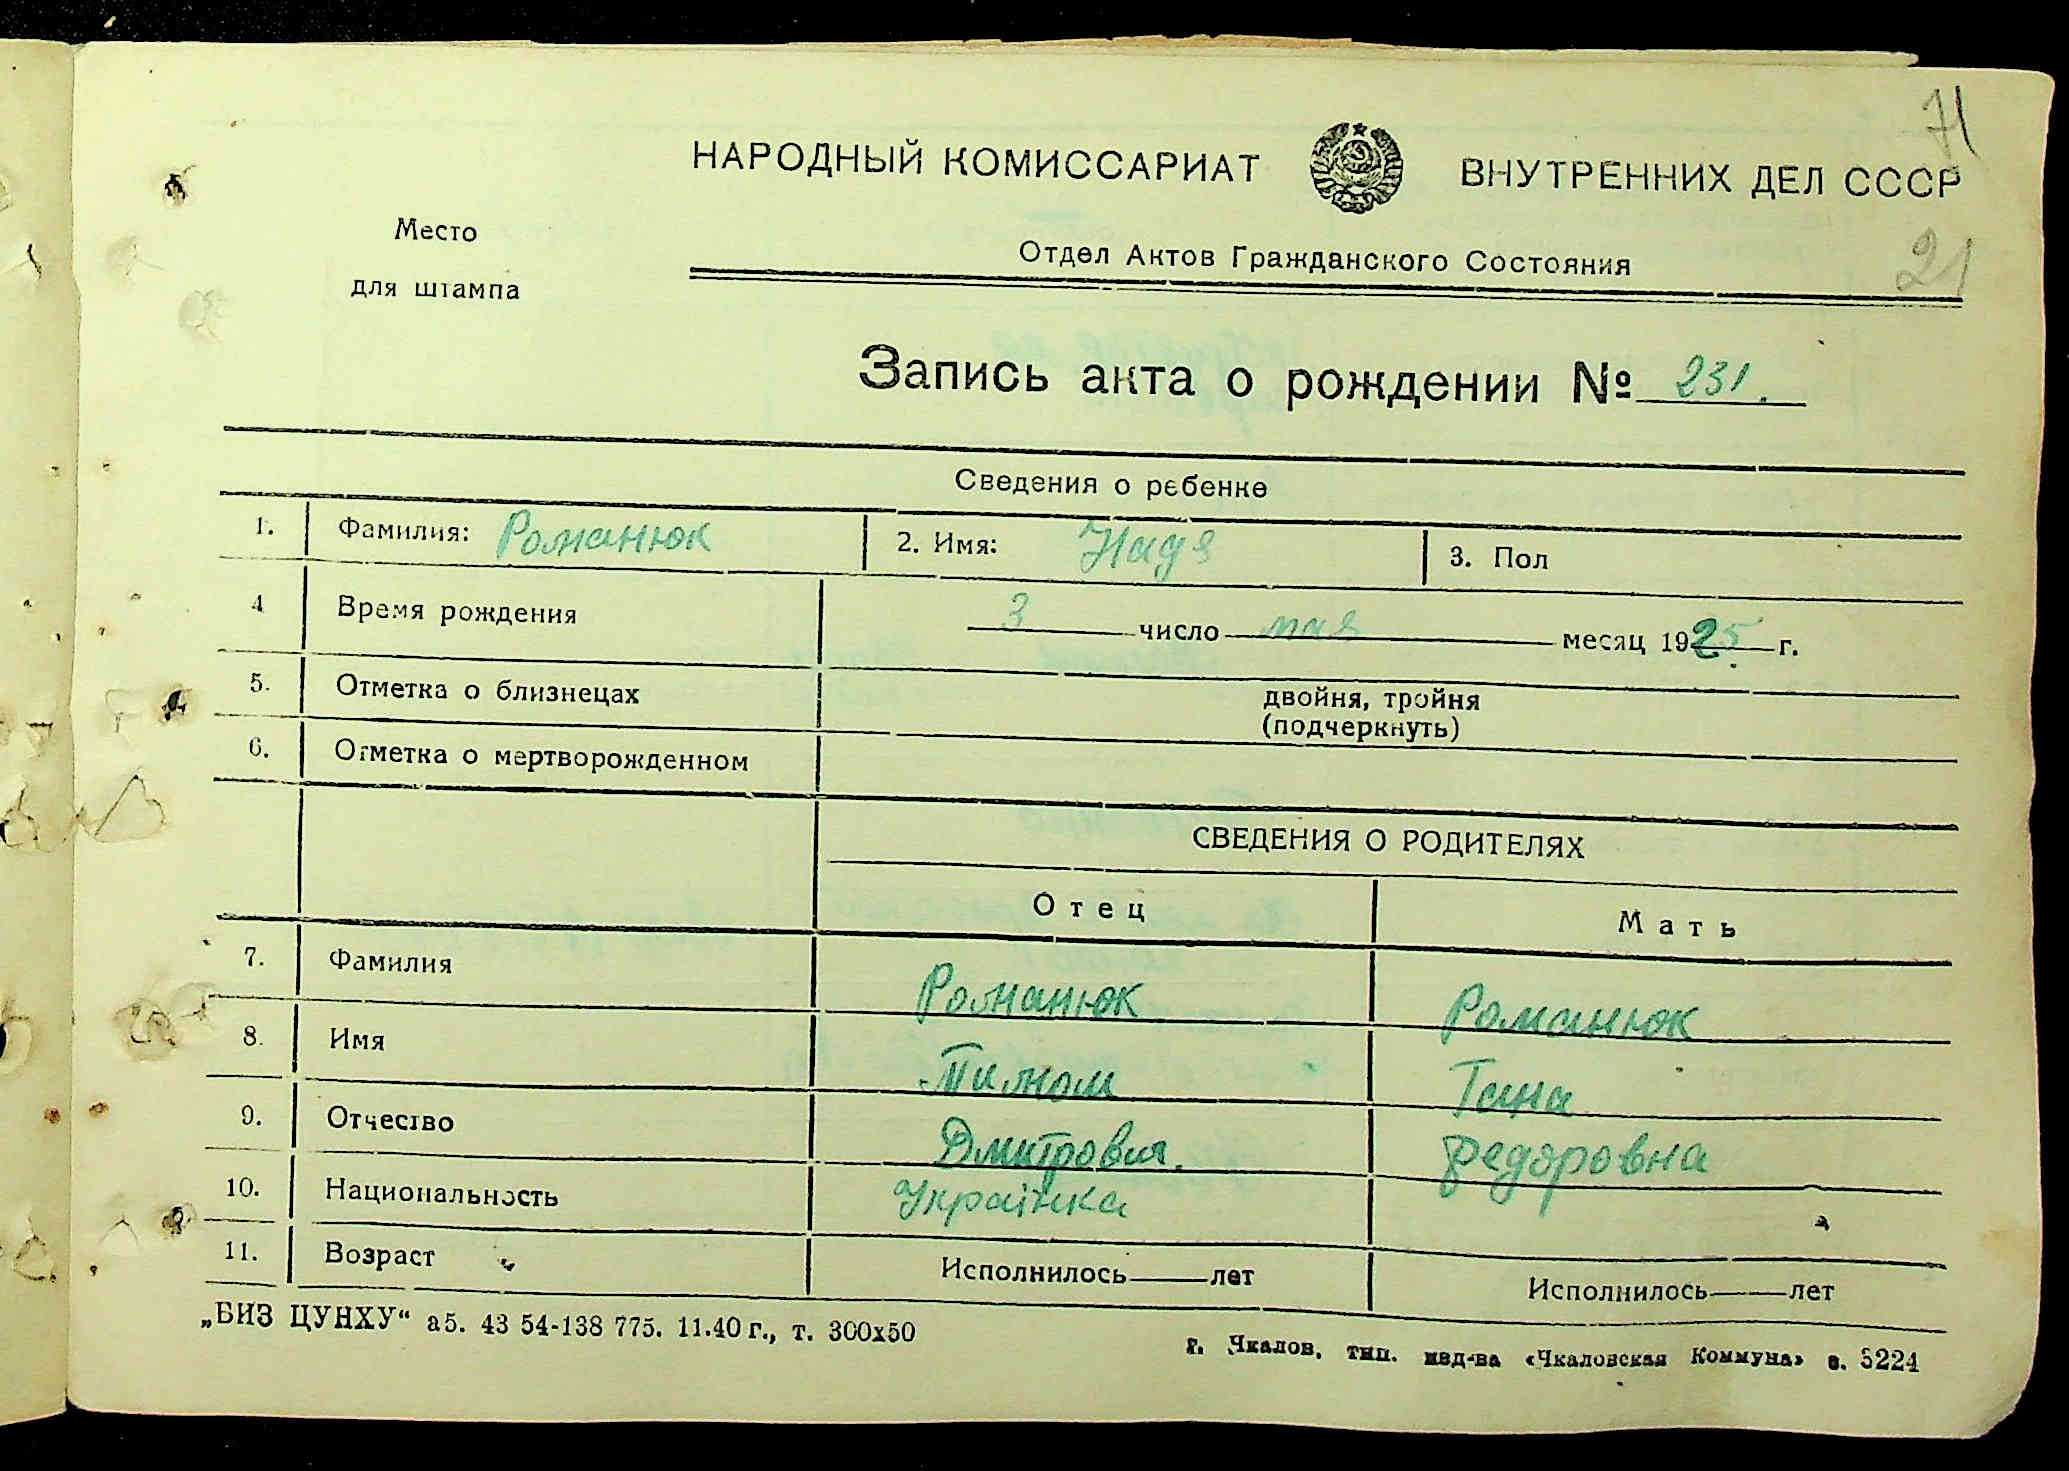 71
НАРОДНЫЙ КОМИССАРИАТ ВНУТРЕННИХ ДЕЛ СССР
Место
для штампа
Отдел Актов Гражданского Состояния
21
Запись акта о рождении № 231.
Сведения о ребенке
1. Фамилия: Романюк 2. Имя: Надя 3. Пол
4 Время рождения 3 число мая месяц 1925 г.
5. Отметка о близнецах двойня, тройня
(подчеркнуть)
6. Отметка о мертворожденном
СВЕДЕНИЯ О РОДИТЕЛЯХ
Отец Мать
7. Фамилия Романюк Романюк
8. Имя Пилип Гана
9. Отчество Дмитровия. Федоровна
10. Национальность Українка
11. Возраст Исполнилось лет Исполнилось лет
„БИЗ ЦУНХУ“ а5. 43 54-138 775. 11.40 г., т. 300х50
г. Чкалов, тип. изд-ва «Чкаловская Коммуна» з. 5224